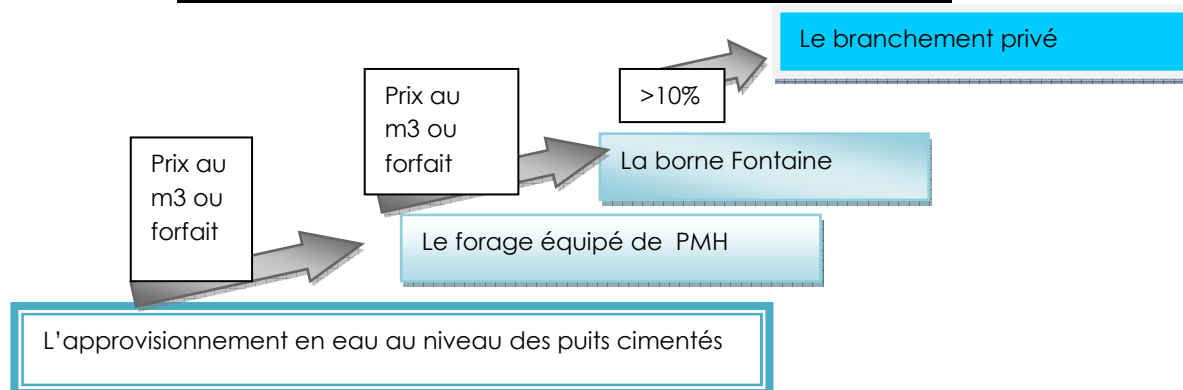 Le branchement privé
>10%
Prix au
m3 ou
forfait
La borne Fontaine
Prix au
m3 ou
forfait
Le forage équipé de PMH
L’approvisionnement en eau au niveau des puits cimentés